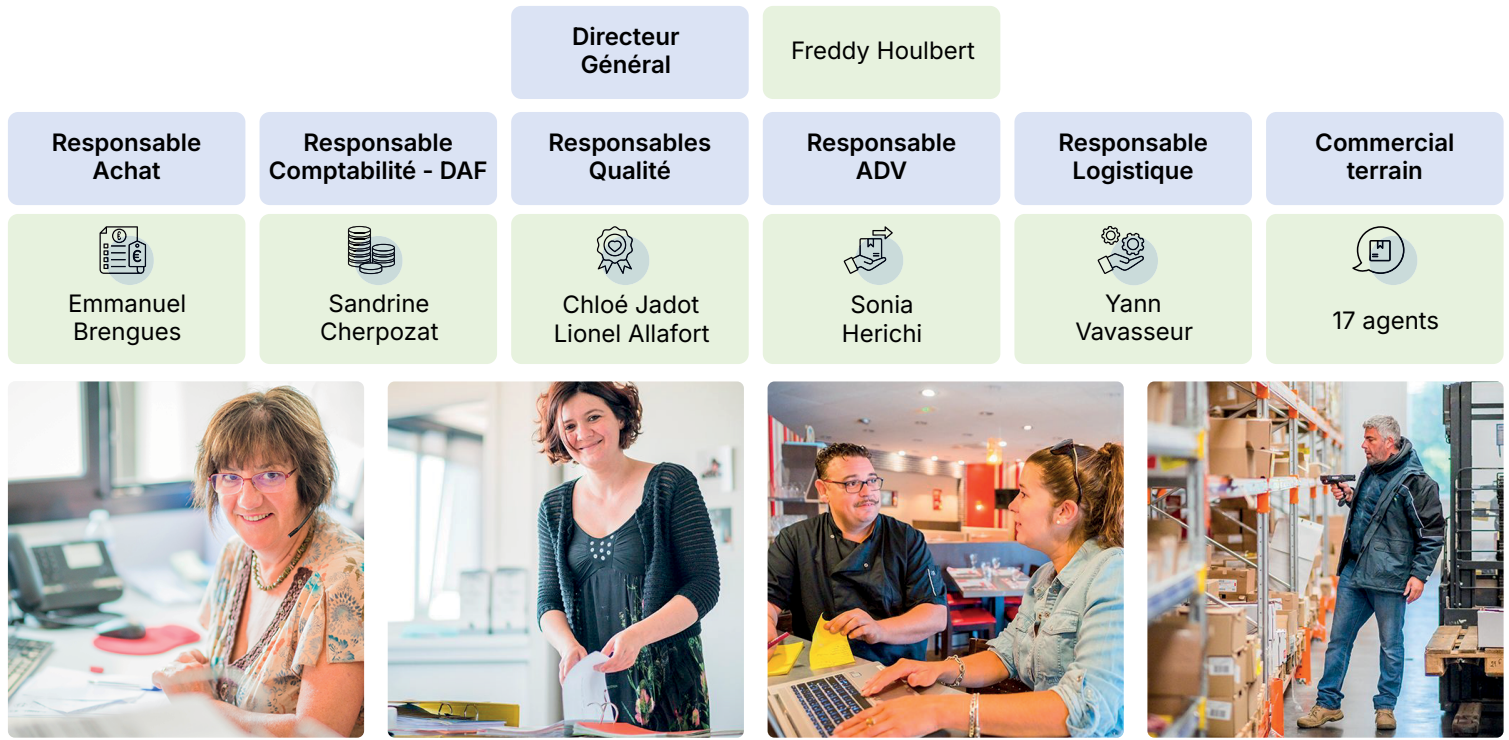 Directeur
Général
Freddy Houlbert
Responsable
Achat
Responsable
Comptabilité - DAF
Responsables
Qualité
Responsable
ADV
Responsable
Logistique
Commercial
terrain
Emmanuel
Brengues
Sandrine
Cherpozat
Chloé Jadot
Lionel Allafort
Sonia
Herichi
Yann
Vavasseur
17 agents